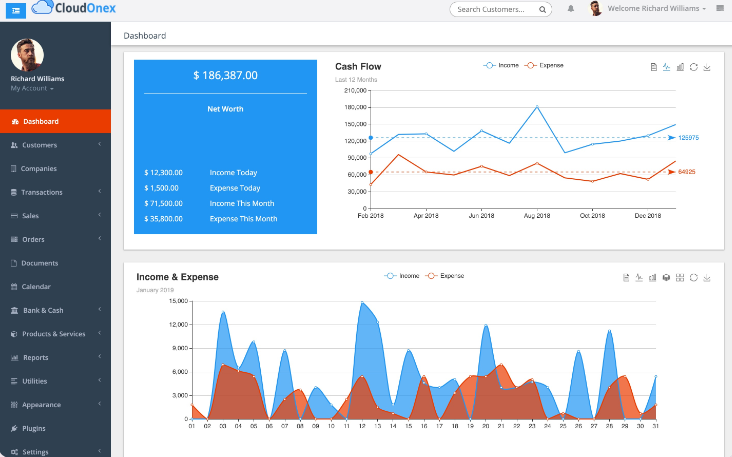 CloudOnex
Search Customers...
Welcome Richard Williams
Richard Williams
My Account
Dashboard
Customers
Companies
Transactions
Sales
Orders
Documents
Calendar
Bank & Cash
Products & Services
Reports
Utilities
Appearance
Plugins
Settings
Dashboard
$ 186,387.00
Net Worth
$ 12,300.00 Income Today
$ 1,500.00 Expense Today
$ 71,500.00 Income This Month
$ 35,800.00 Expense This Month
Cash Flow
Last 12 Months
Income Expense
210,000
180,000
150,000
120,000
90,000
60,000
30,000
0
125975
64925
Feb 2018 Apr 2018 Jun 2018 Aug 2018 Oct 2018 Dec 2018
Income & Expense
January 2019
Income Expense
15,000
12,000
9,000
6,000
3,000
0
01 02 03 04 05 06 07 08 09 10 11 12 13 14 15 16 17 18 19 20 21 22 23 24 25 26 27 28 29 30 31